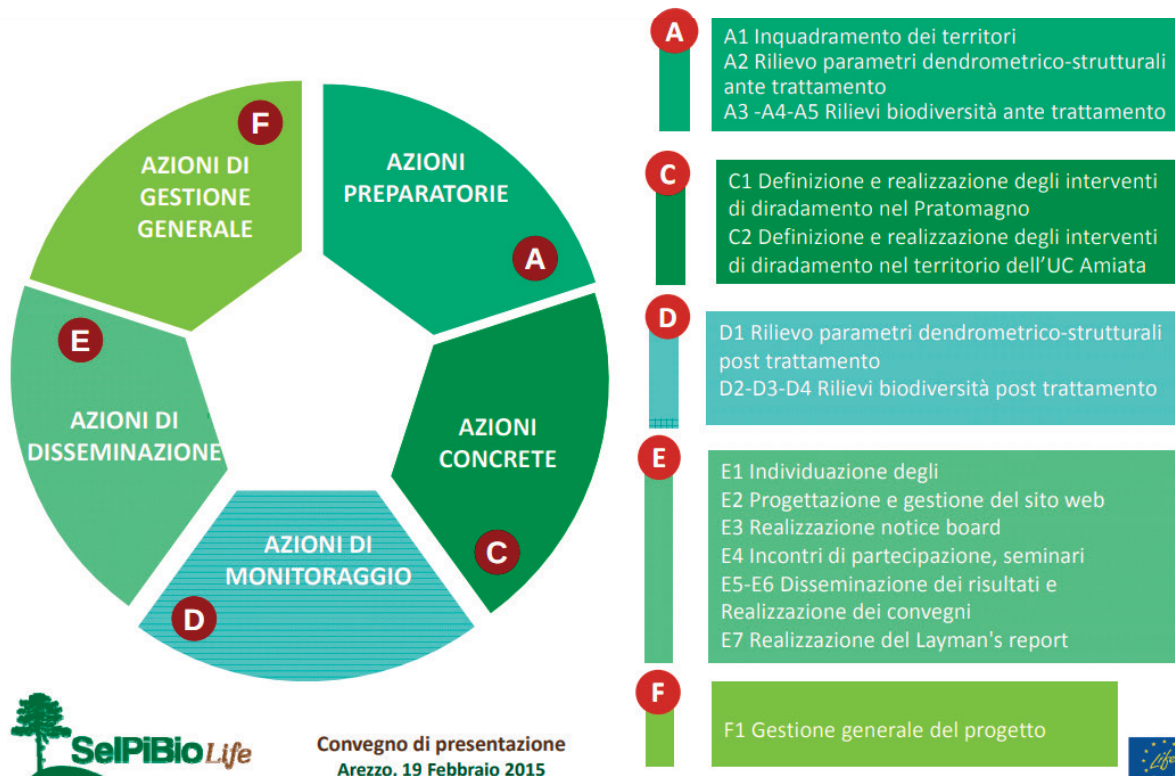 F
AZIONI DI
GESTIONE
GENERALE
AZIONI
PREPARATORIE
A
E
AZIONI DI
DISSEMINAZIONE
AZIONI
CONCRETE
C
AZIONI DI
MONITORAGGIO
D
SelPiBio Life
Convegno di presentazione
Arezzo, 19 Febbraio 2015
A
A1 Inquadramento dei territori
A2 Rilievo parametri dendrometrico-strutturali
ante trattamento
A3 -A4-A5 Rilievi biodiversità ante trattamento
C
C1 Definizione e realizzazione degli interventi
di diradamento nel Pratomagno
C2 Definizione e realizzazione degli interventi
di diradamento nel territorio dell’UC Amiata
D
D1 Rilievo parametri dendrometrico-strutturali
post trattamento
D2-D3-D4 Rilievi biodiversità post trattamento
E
E1 Individuazione degli
E2 Progettazione e gestione del sito web
E3 Realizzazione notice board
E4 Incontri di partecipazione, seminari
E5-E6 Disseminazione dei risultati e
Realizzazione dei convegni
E7 Realizzazione del Layman's report
F
F1 Gestione generale del progetto
Life